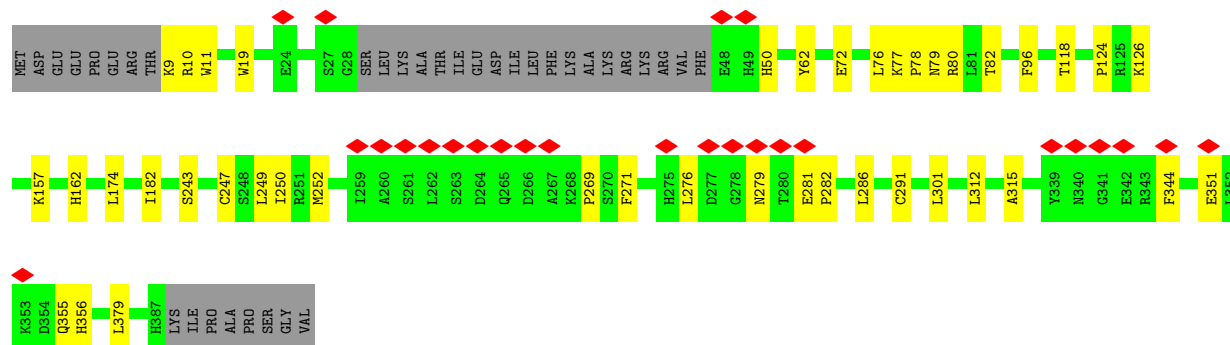 MET ASP GLU GLU PRO GLU ARG THR K9 R10 W11 W19 E24 S27 G28 SER LEU LYS ALA THR ILE GLU ASP ILE LEU PHE LYS ALA LYS ARG LYS ARG VAL PHE E48 H49 H50 Y62 E72 L76 K77 P78 N79 R80 L81 T82 F96 T118 P124 R125 K126
K157 H162 L174 I182 S243 C247 S248 L249 I250 R251 M252 I259 A260 S261 L262 S263 D264 Q265 D266 A267 K268 P269 S270 F271 H275 L276 D277 G278 N279 T280 E281 P282 L286 C291 L301 L312 A315 Y339 N340 G341 E342 R343 F344 E351 L352
K353 D354 Q355 H356 L379 H387 LYS ILE PRO ALA PRO SER GLY VAL